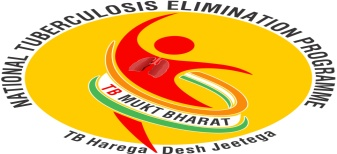 NATIONAL TUBERCULOSIS ELIMINATION PROGRAMME
TB MUKT BHARAT
TB Harega Desh Jeetega